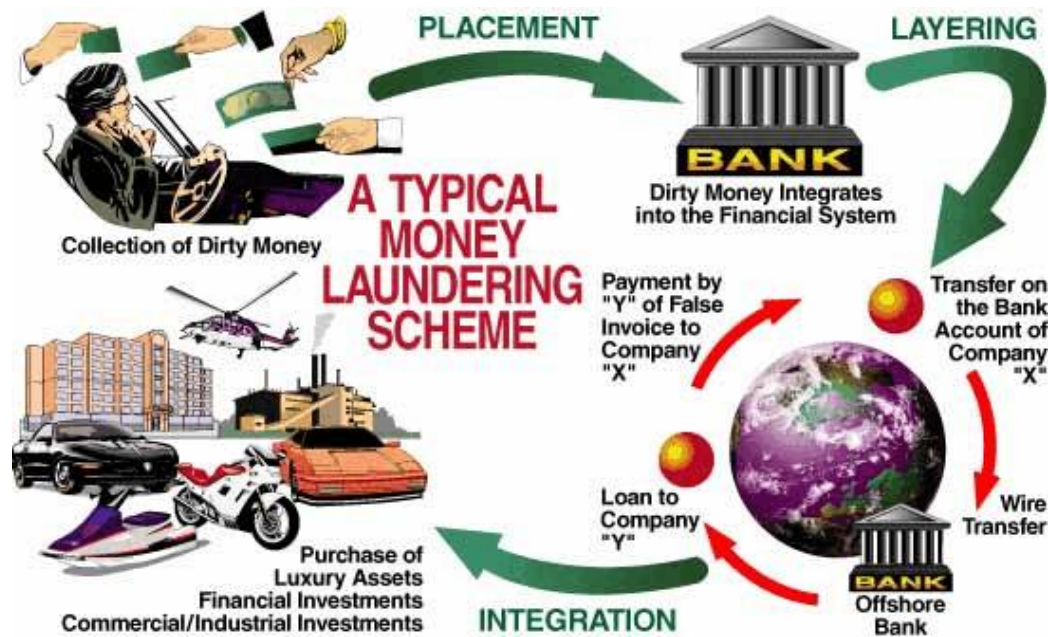 PLACEMENT
LAYERING
BANK
Dirty Money Integrates
into the Financial System
Collection of Dirty Money
A TYPICAL
MONEY
LAUNDERING
SCHEME
Payment by
"Y" of False
Invoice to
Company
"X"
Transfer on
the Bank
Account of
Company
"X"
Loan to
Company
"Y"
Wire
Transfer
BANK
Offshore
Bank
Purchase of
Luxury Assets
Financial Investments
Commercial/Industrial Investments
INTEGRATION